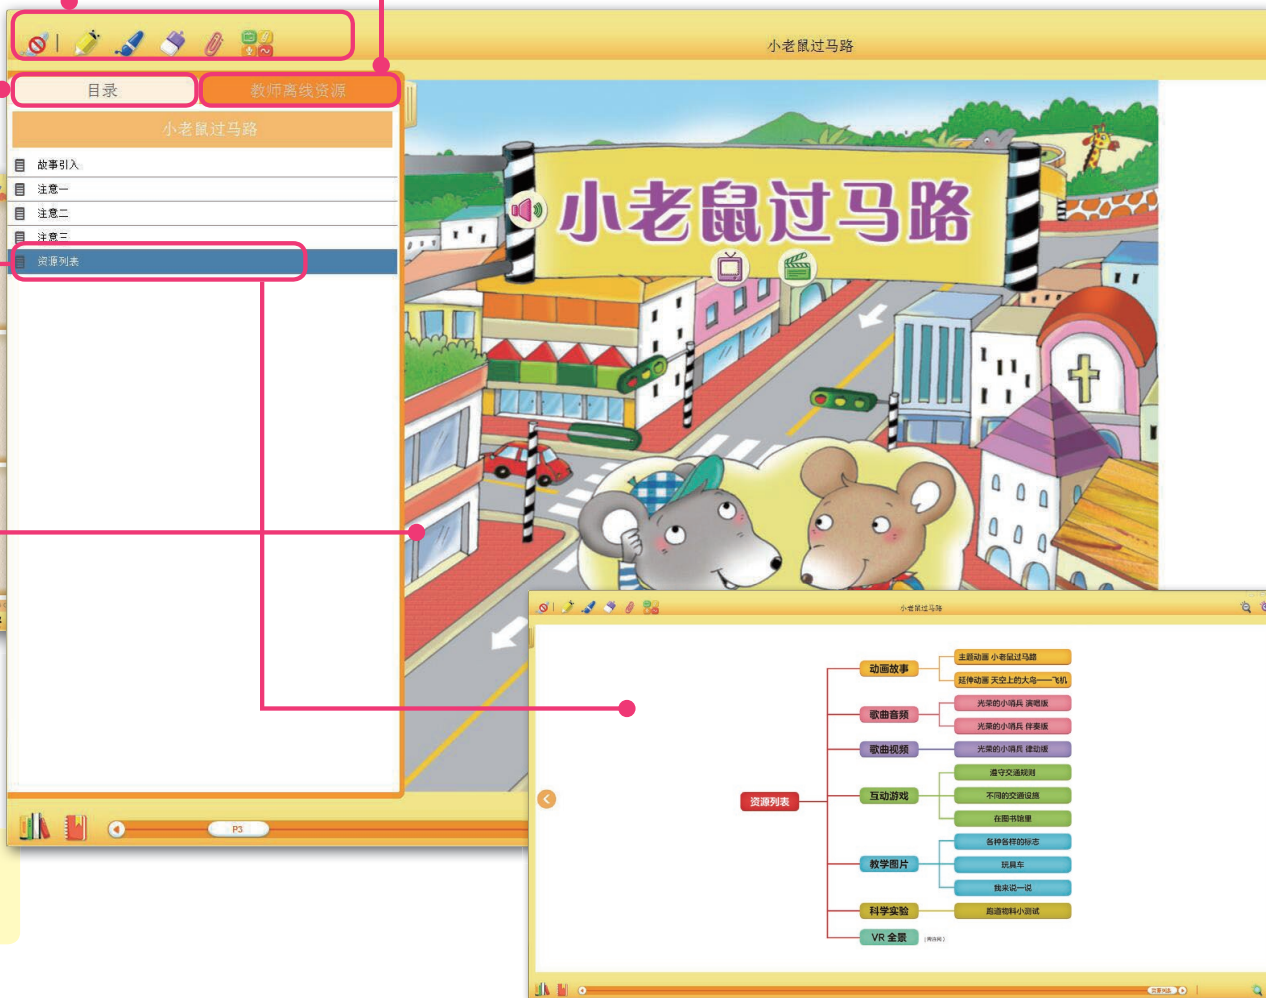 小老鼠过马路
目录
教师离线资源
小老鼠过马路
故事引入
注意一
注意二
注意三
资源列表
小老鼠过马路
P3
小老鼠过马路
资源列表
动画故事
主题动画 小老鼠过马路
延伸动画 天空上的大鸟——飞机
歌曲音频
光荣的小哨兵 演唱版
光荣的小哨兵 伴奏版
歌曲视频
光荣的小哨兵 律动版
互动游戏
遵守交通规则
不同的交通设施
在图书馆里
教学图片
各种各样的标志
玩具车
我来说一说
科学实验
跑道物料小测试
VR 全景
资源列表